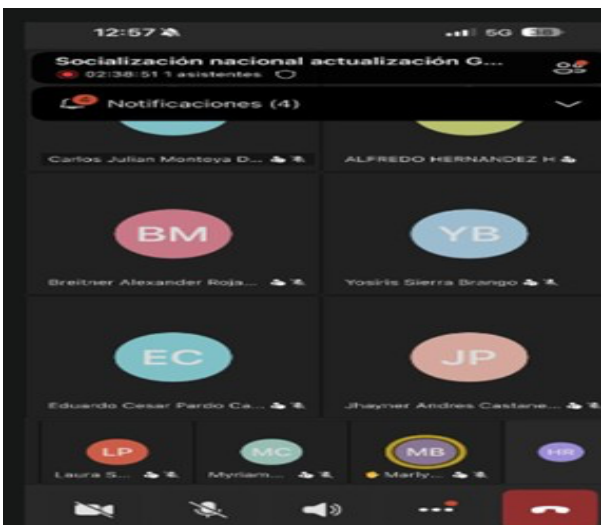 12:57
5G 38
Socialización nacional actualización G...
02:38:51 1 asistentes
4 Notificaciones (4)
Carlos Julian Montoya D...
ALFREDO HERNANDEZ H
BM
YB
Breitner Alexander Roja...
Yosiris Sierra Brango
EC
JP
Eduardo Cesar Pardo Ca...
Jhayner Andres Castane...
LP
MC
MB
HR
Laura S...
Myriam...
Marly...